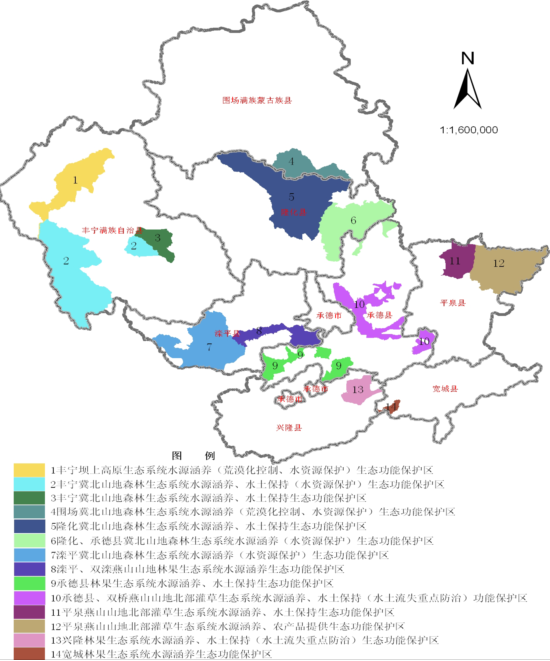 N
1:1,600,000
围场满族蒙古族县
4
1
5
6
丰宁满族自治县
2
3
2
11
12
10
平泉县
承德市
承德县
滦平县
8
7
10
9
9
9
承德市
13
宽城县
承德市
14
兴隆县
图 例
1丰宁坝上高原生态系统水源涵养（荒漠化控制、水资源保护）生态功能保护区
2丰宁冀北山地森林生态系统水源涵养、水土保持（水资源保护）生态功能保护区
3丰宁冀北山地森林生态系统水源涵养、水土保持生态功能保护区
4围场冀北山地森林生态系统水源涵养（荒漠化控制、水资源保护）生态功能保护区
5隆化冀北山地森林生态系统水源涵养、水土保持生态功能保护区
6隆化、承德县冀北山地森林生态系统水源涵养（水资源保护）生态功能保护区
7滦平冀北山地森林生态系统水源涵养（水资源保护）生态功能保护区
8滦平、双滦燕山山地林果生态系统水源涵养生态功能保护区
9承德县林果生态系统水源涵养、水土保持生态功能保护区
10承德县、双桥燕山山地北部灌草生态系统水源涵养、水土保持（水土流失重点防治）功能保护区
11平泉燕山山地北部灌草生态系统水源涵养、水土保持生态功能保护区
12平泉燕山山地北部灌草生态系统水源涵养、农产品提供生态功能保护区
13兴隆林果生态系统水源涵养、水土保持（水土流失重点防治）生态功能保护区
14宽城林果生态系统水源涵养生态功能保护区